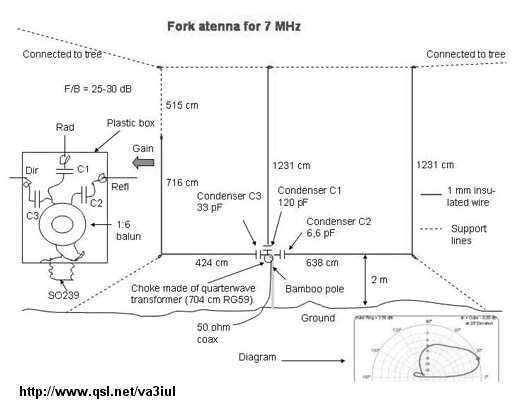 Fork atenna for 7 MHz
Connected to tree
Connected to tree
F/B = 25-30 dB
515 cm
Plastic box
Rad
Gain
Dir
C1
Refl
C2
C3
1:6
balun
SO239
716 cm
1231 cm
1231 cm
Condenser C3
33 pF
Condenser C1
120 pF
Condenser C2
6,6 pF
1 mm insu-
lated wire
Support
lines
424 cm
638 cm
2 m
Choke made of quarterwave
transformer (704 cm RG59).
Bamboo pole
50 ohm
coax
Ground
Diagram
http://www.qsl.net/va3iul